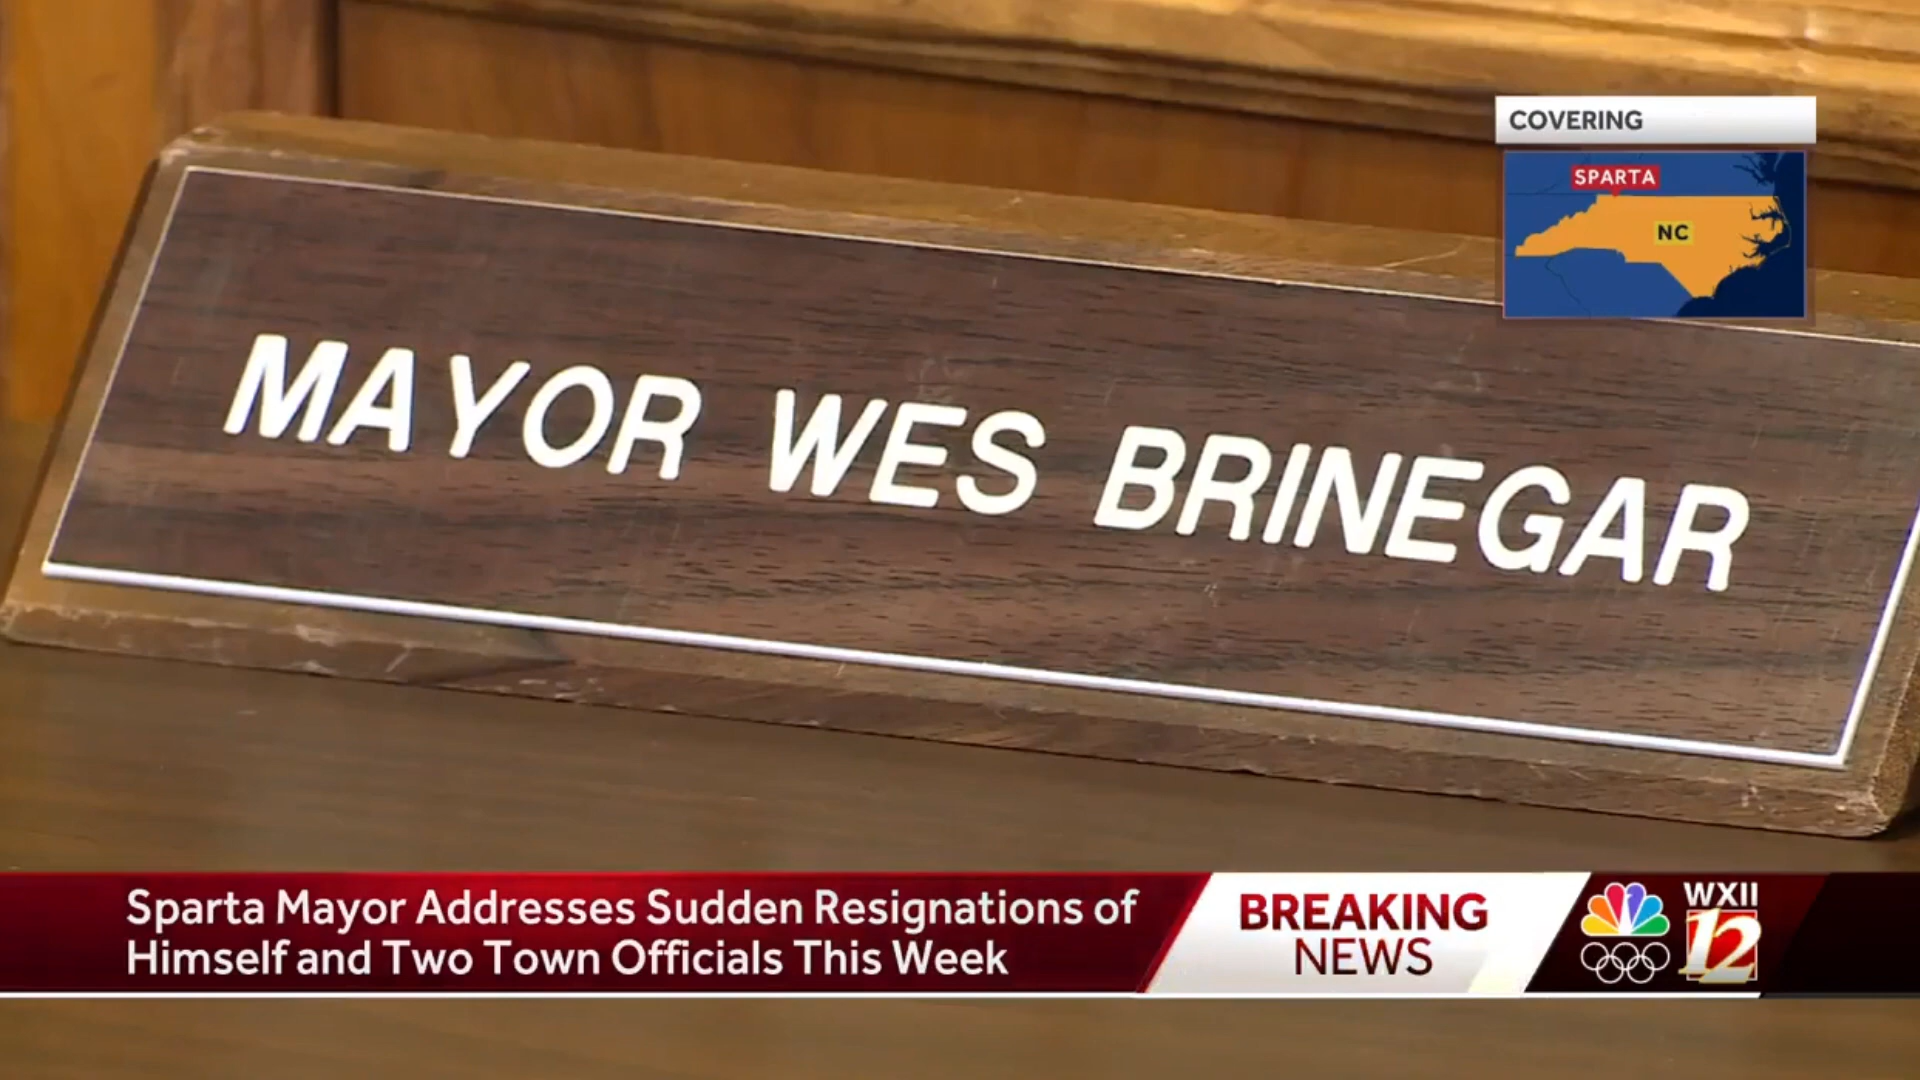 COVERING
SPARTA
NC
MAYOR WES BRINEGAR
Sparta Mayor Addresses Sudden Resignations of
Himself and Two Town Officials This Week
BREAKING
NEWS
WXII
12